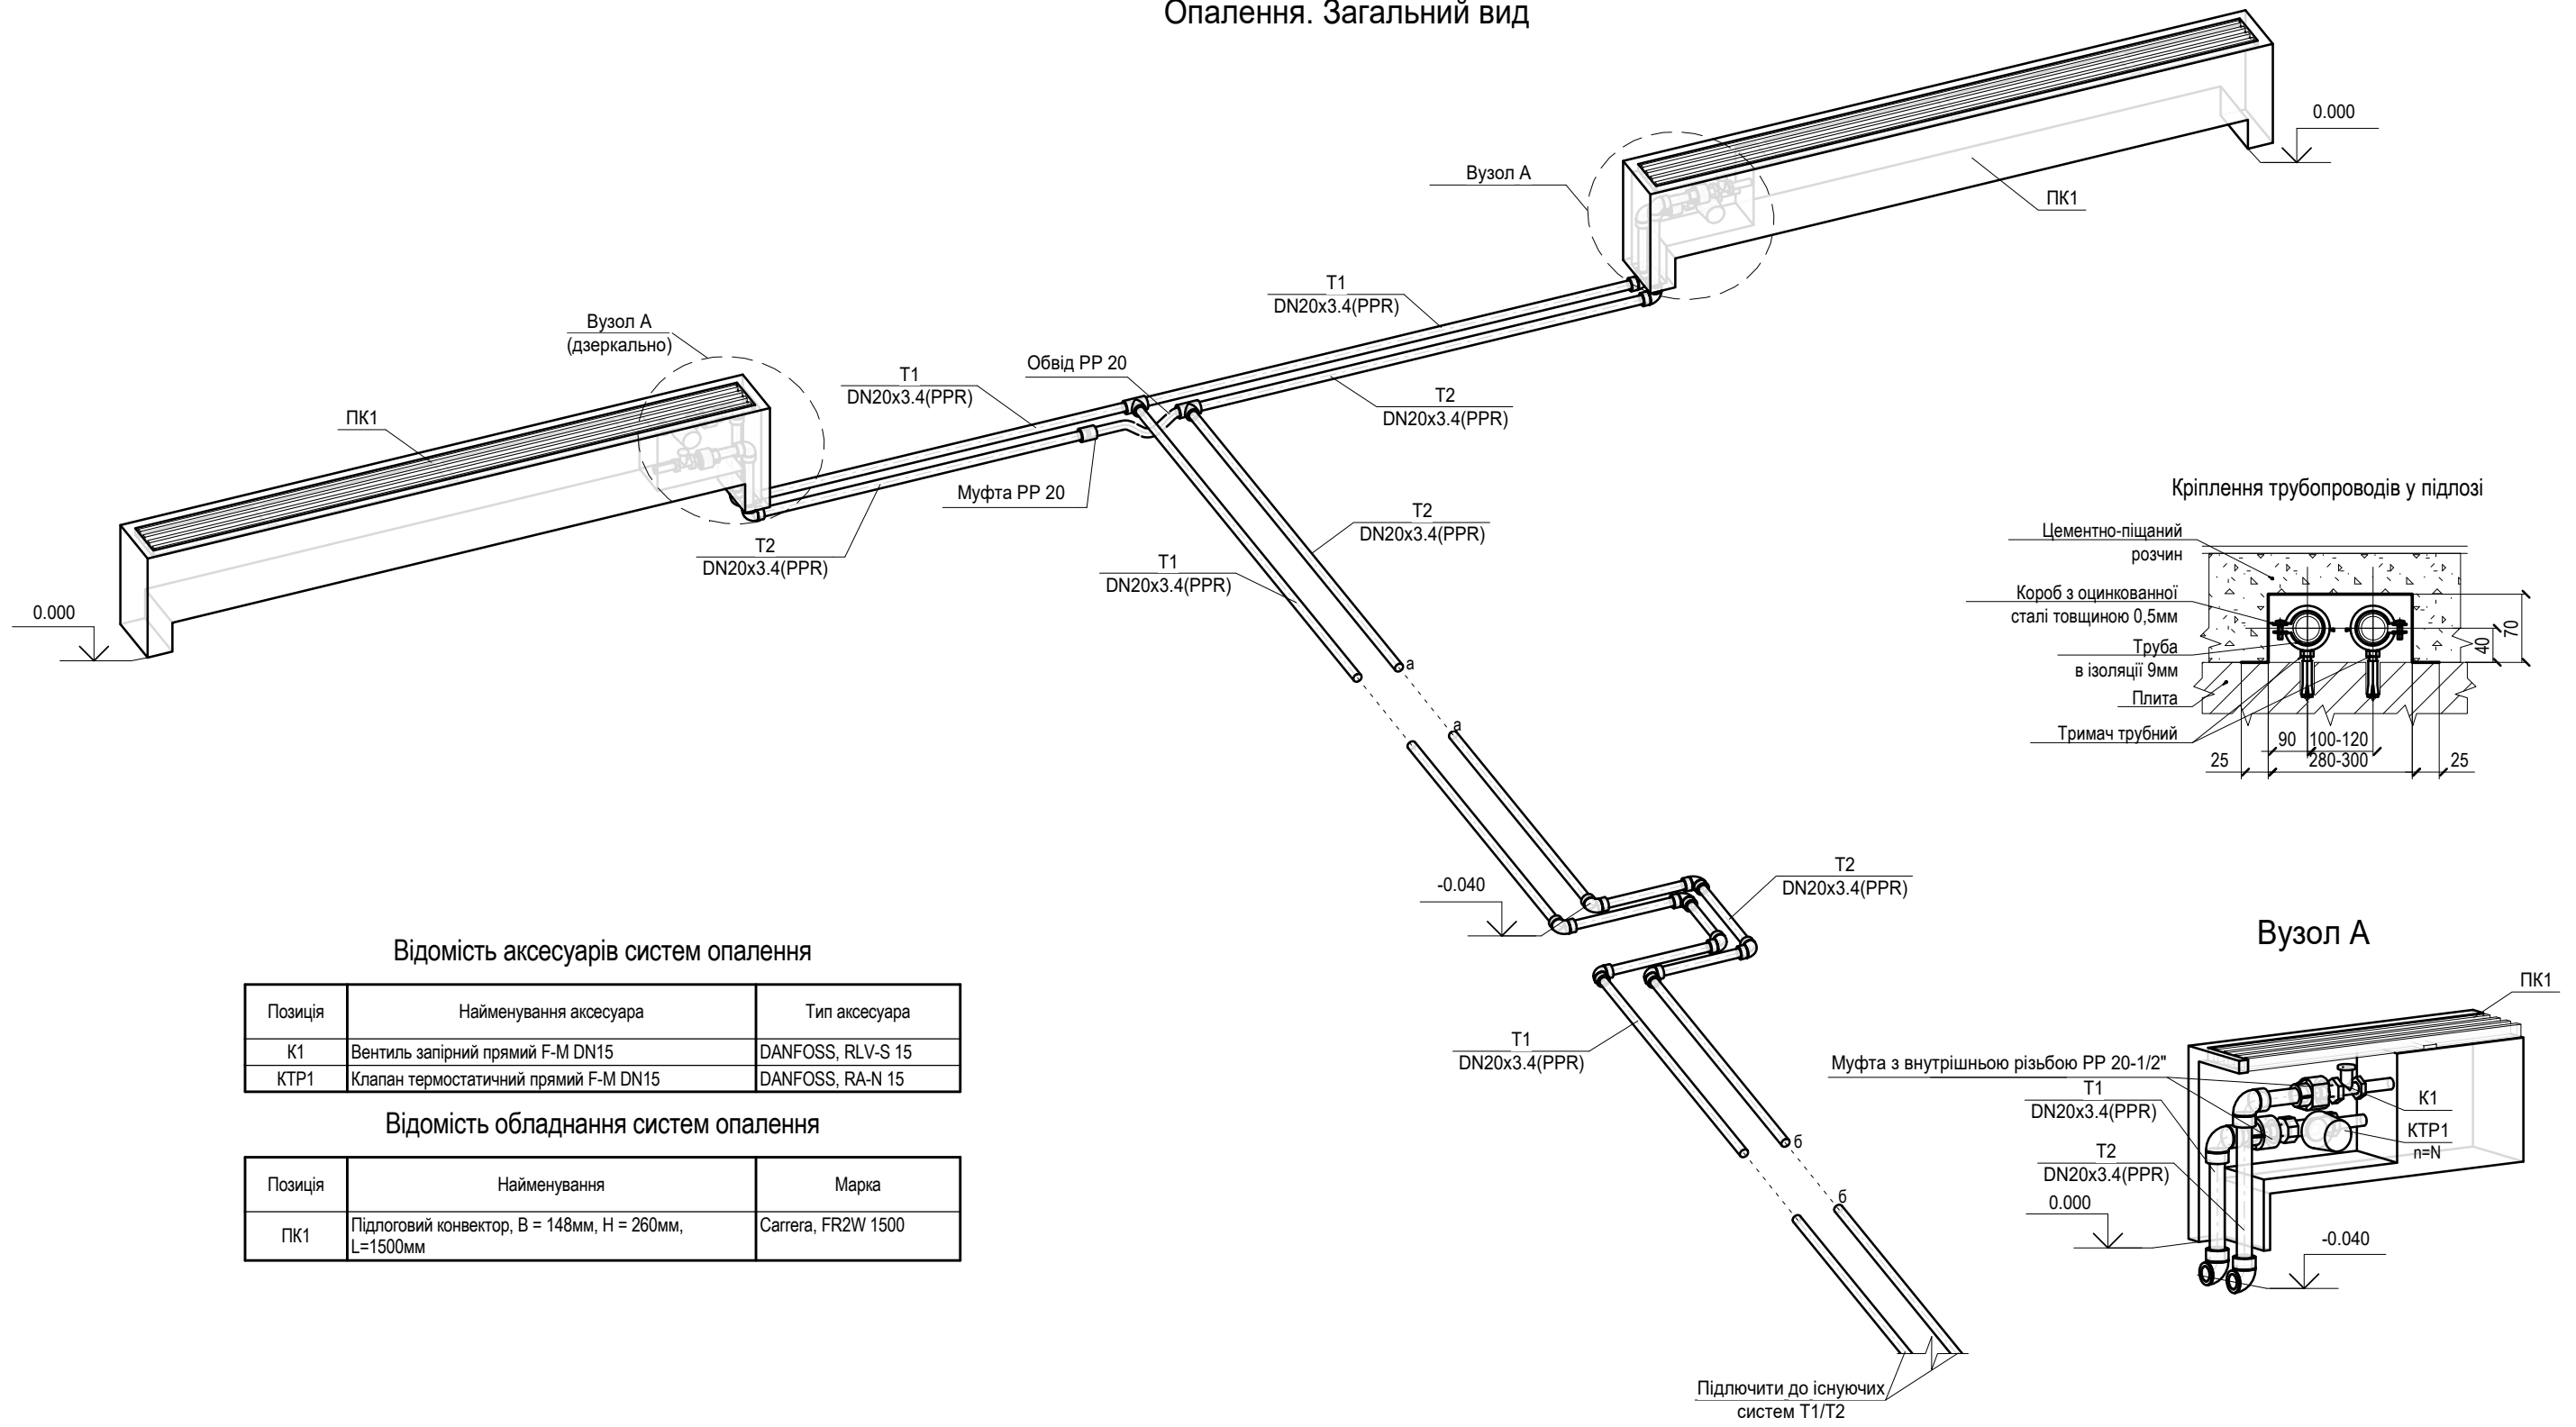 Опалення. Загальний вид
0.000
Вузол А
ПК1
Т1
DN20x3.4(PPR)
Вузол А
(дзеркально)
Обвід PP 20
Т1
DN20x3.4(PPR)
Т2
DN20x3.4(PPR)
ПК1
Муфта PP 20
Т2
DN20x3.4(PPR)
Т2
DN20x3.4(PPR)
Т1
DN20x3.4(PPR)
0.000
а
а
Кріплення трубопроводів у підлозі
Цементно-піщаний
розчин
Короб з оцинкованної
сталі товщиною 0,5мм
Труба
в ізоляції 9мм
Плита
Тримач трубний
70
40
90
100-120
25
280-300
25
Т2
DN20x3.4(PPR)
-0.040
Відомість аксесуарів систем опалення
Позиція
Найменування аксесуара
Тип аксесуара
К1
Вентиль запірний прямий F-M DN15
DANFOSS, RLV-S 15
КТР1
Клапан термостатичний прямий F-M DN15
DANFOSS, RA-N 15
Відомість обладнання систем опалення
Позиція
Найменування
Марка
ПК1
Підлоговий конвектор, B = 148мм, H = 260мм,
L=1500мм
Carrera, FR2W 1500
Т1
DN20x3.4(PPR)
б
б
Підлючити до існуючих
систем Т1/Т2
Вузол А
ПК1
Муфта з внутрішньою різьбою PP 20-1/2"
Т1
DN20x3.4(PPR)
К1
КТР1
n=N
Т2
DN20x3.4(PPR)
0.000
-0.040